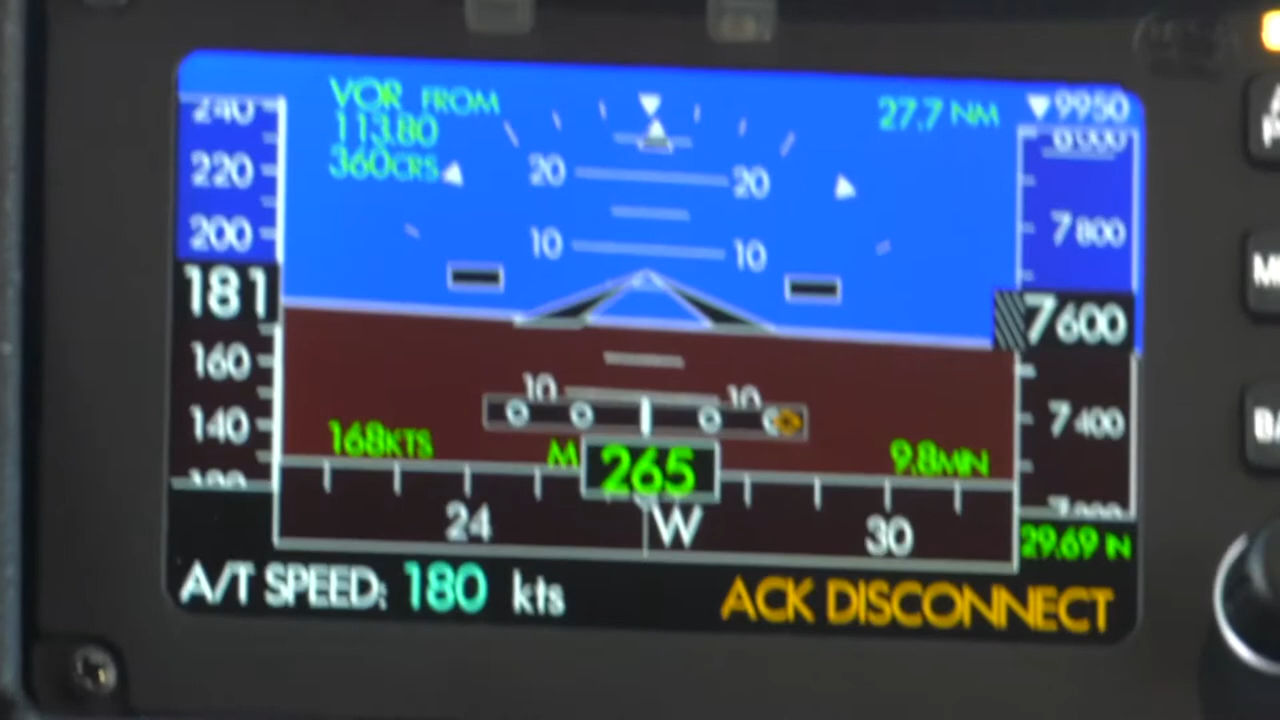 VOR FROM
113.80
360CRS
27.7 NM
9950
240
220
200
181
160
140
20 20
10 10
10 10
7800
7600
7400
168KTS
M 265
9.8MIN
24 W 30
29.69 IN
A/T SPEED: 180 kts
ACK DISCONNECT